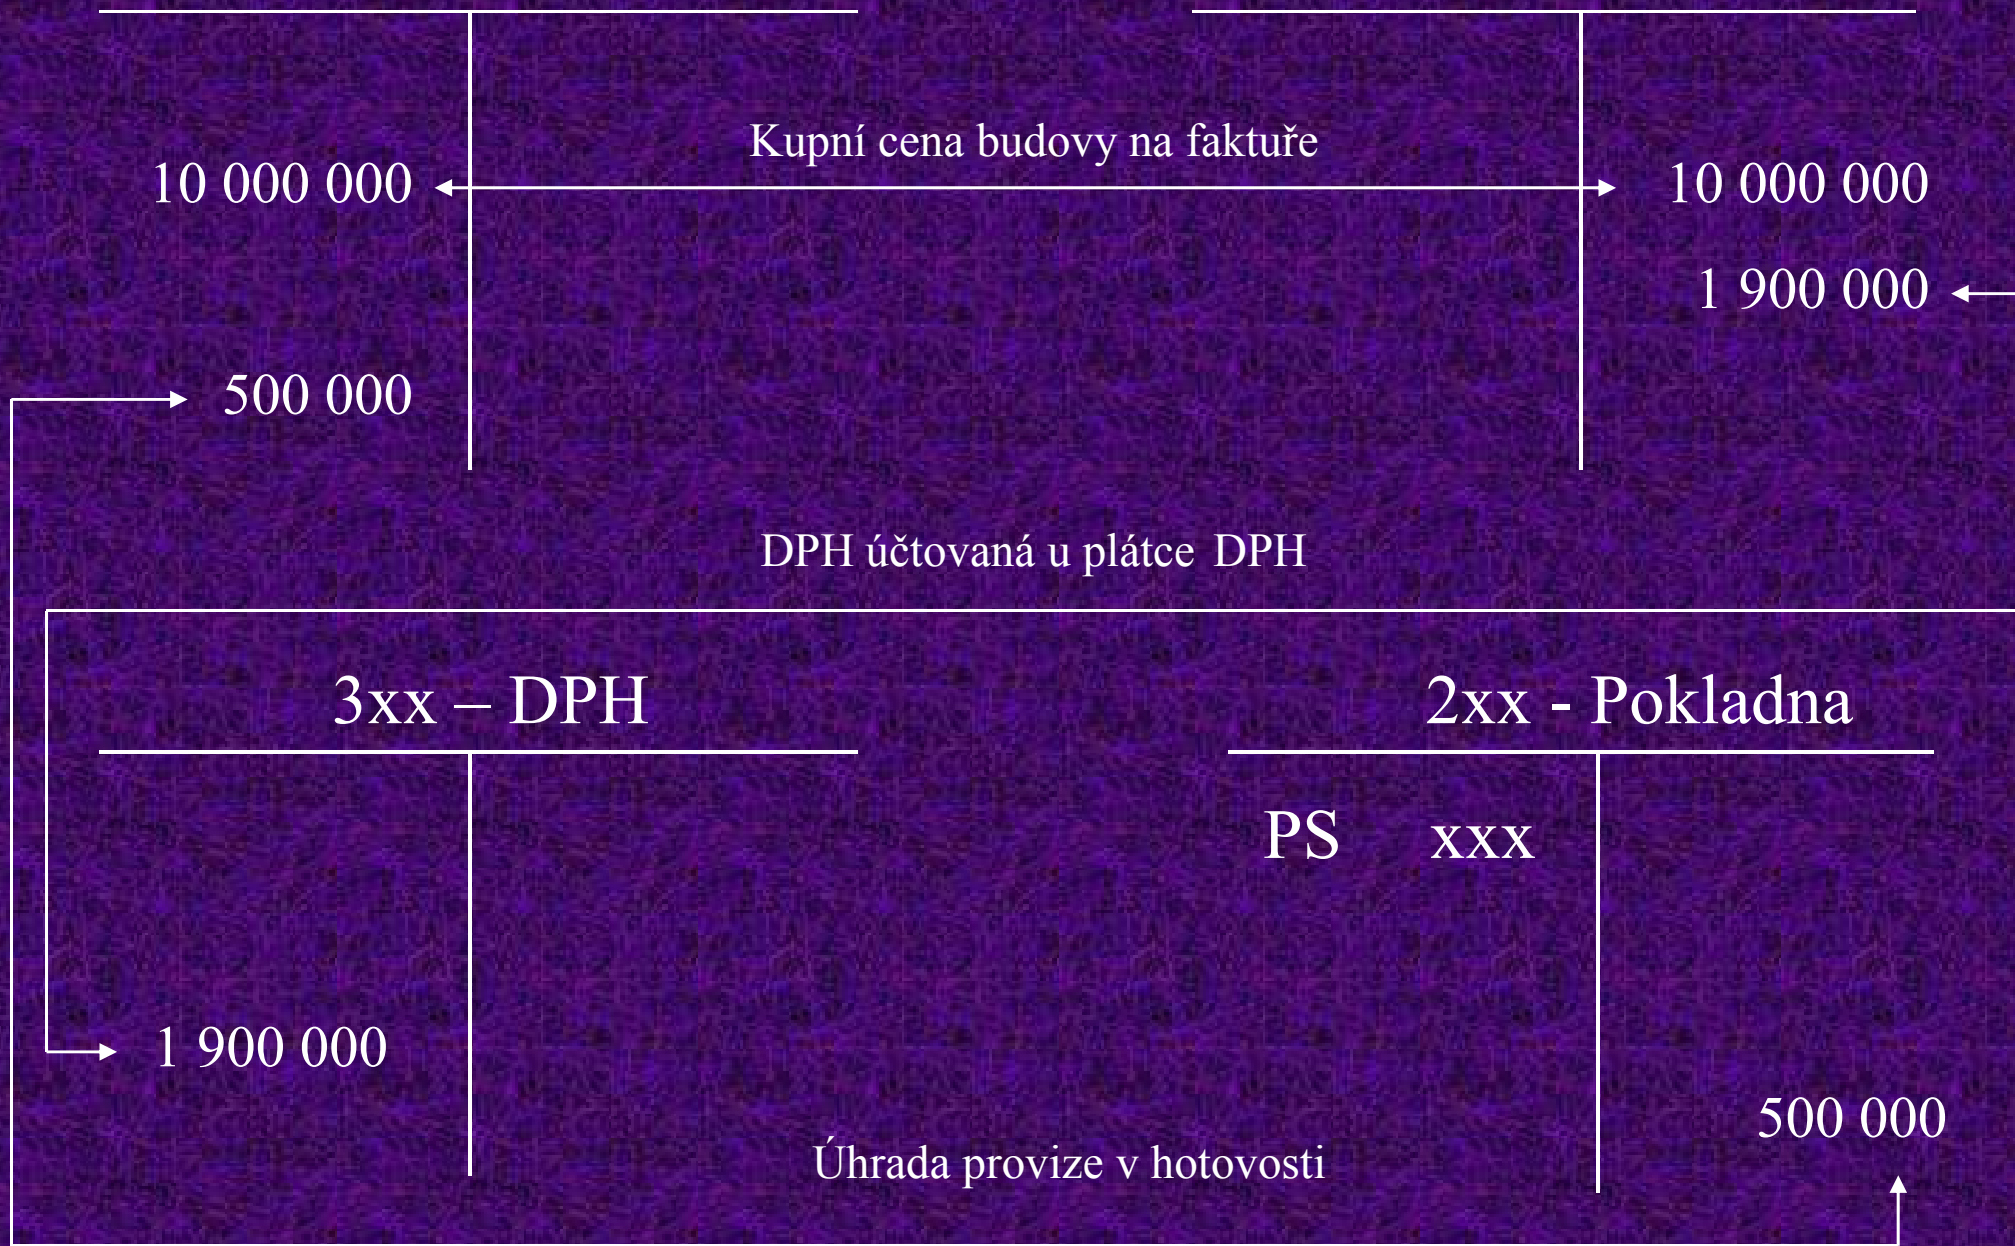 Kupní cena budovy na faktuře
10 000 000 10 000 000
1 900 000
500 000
DPH účtovaná u plátce DPH
3xx – DPH 2xx - Pokladna
PS xxx
1 900 000
500 000
Úhrada provize v hotovosti